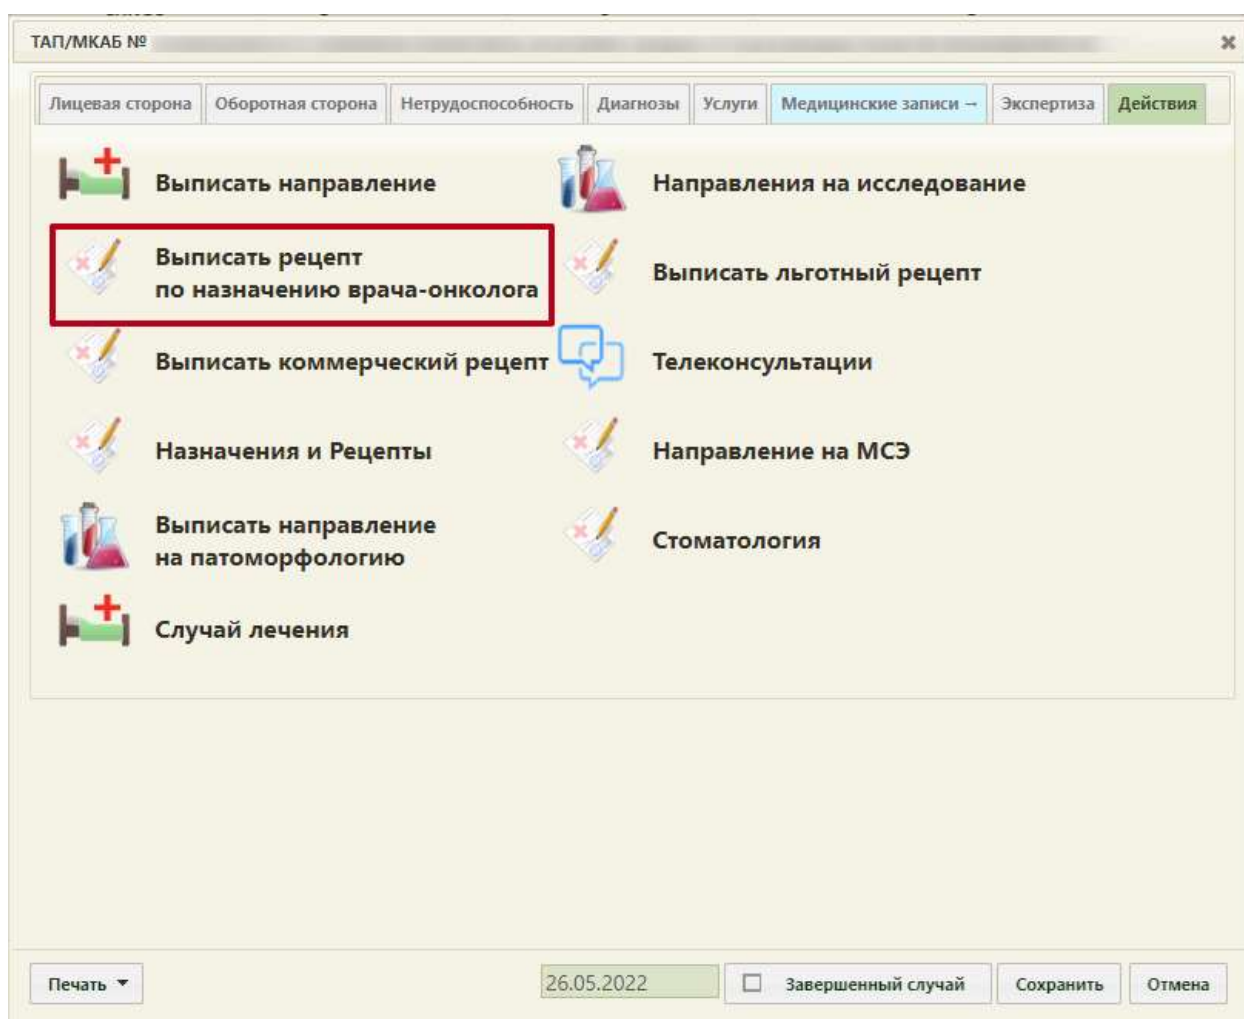 ТАП/МКАБ №
Лицевая сторона Оборотная сторона Нетрудоспособность Диагнозы Услуги Медицинские записи → Экспертиза Действия
Выписать направление Направления на исследование
Выписать рецепт
по назначению врача-онколога
Выписать льготный рецепт
Выписать коммерческий рецепт Телеконсультации
Назначения и Рецепты Направление на МСЭ
Выписать направление
на патоморфологию
Стоматология
Случай лечения
Печать 26.05.2022 Завершенный случай Сохранить Отмена